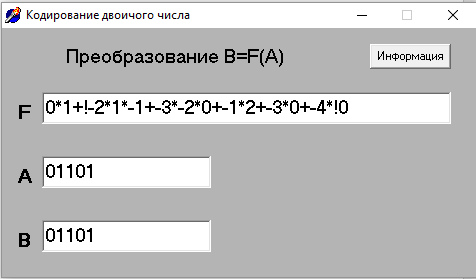 Кодирование двоичого числа
Преобразование B=F(A)
Информация
F 0*1+!-2*1*-1+-3*-2*0+-1*2+-3*0+-4*!0
A 01101
B 01101